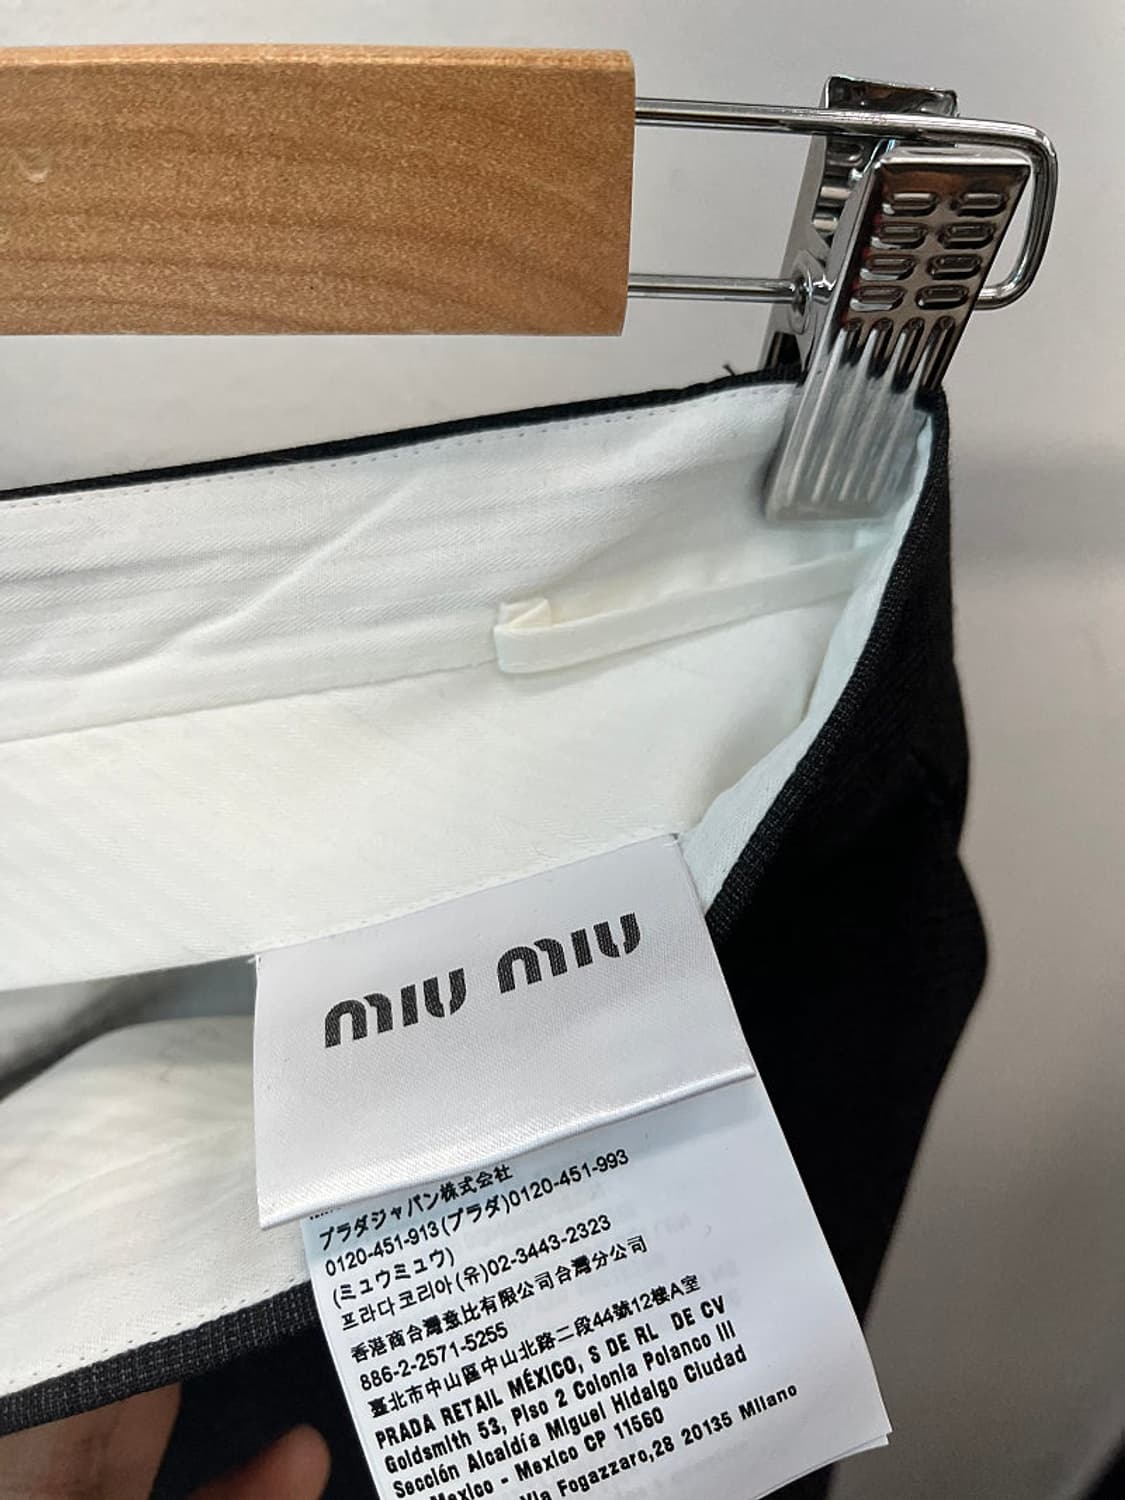 MIU MIU
プラダジャパン株式会社
0120-451-913(プラダ)0120-451-993
(ミュウミュウ)
프라다코리아(유)02-3443-2323
香港商台灣意比有限公司台灣分公司
886-2-2571-5255
臺北市中山區中山北路二段44號12樓A室
PRADA RETAIL MÉXICO, S DE RL DE CV
Goldsmith 53, Piso 2 Colonia Polanco III
Sección Alcaldía Miguel Hidalgo Ciudad
Mexico - Mexico CP 11560
Via Fogazzaro,28 20135 Milano